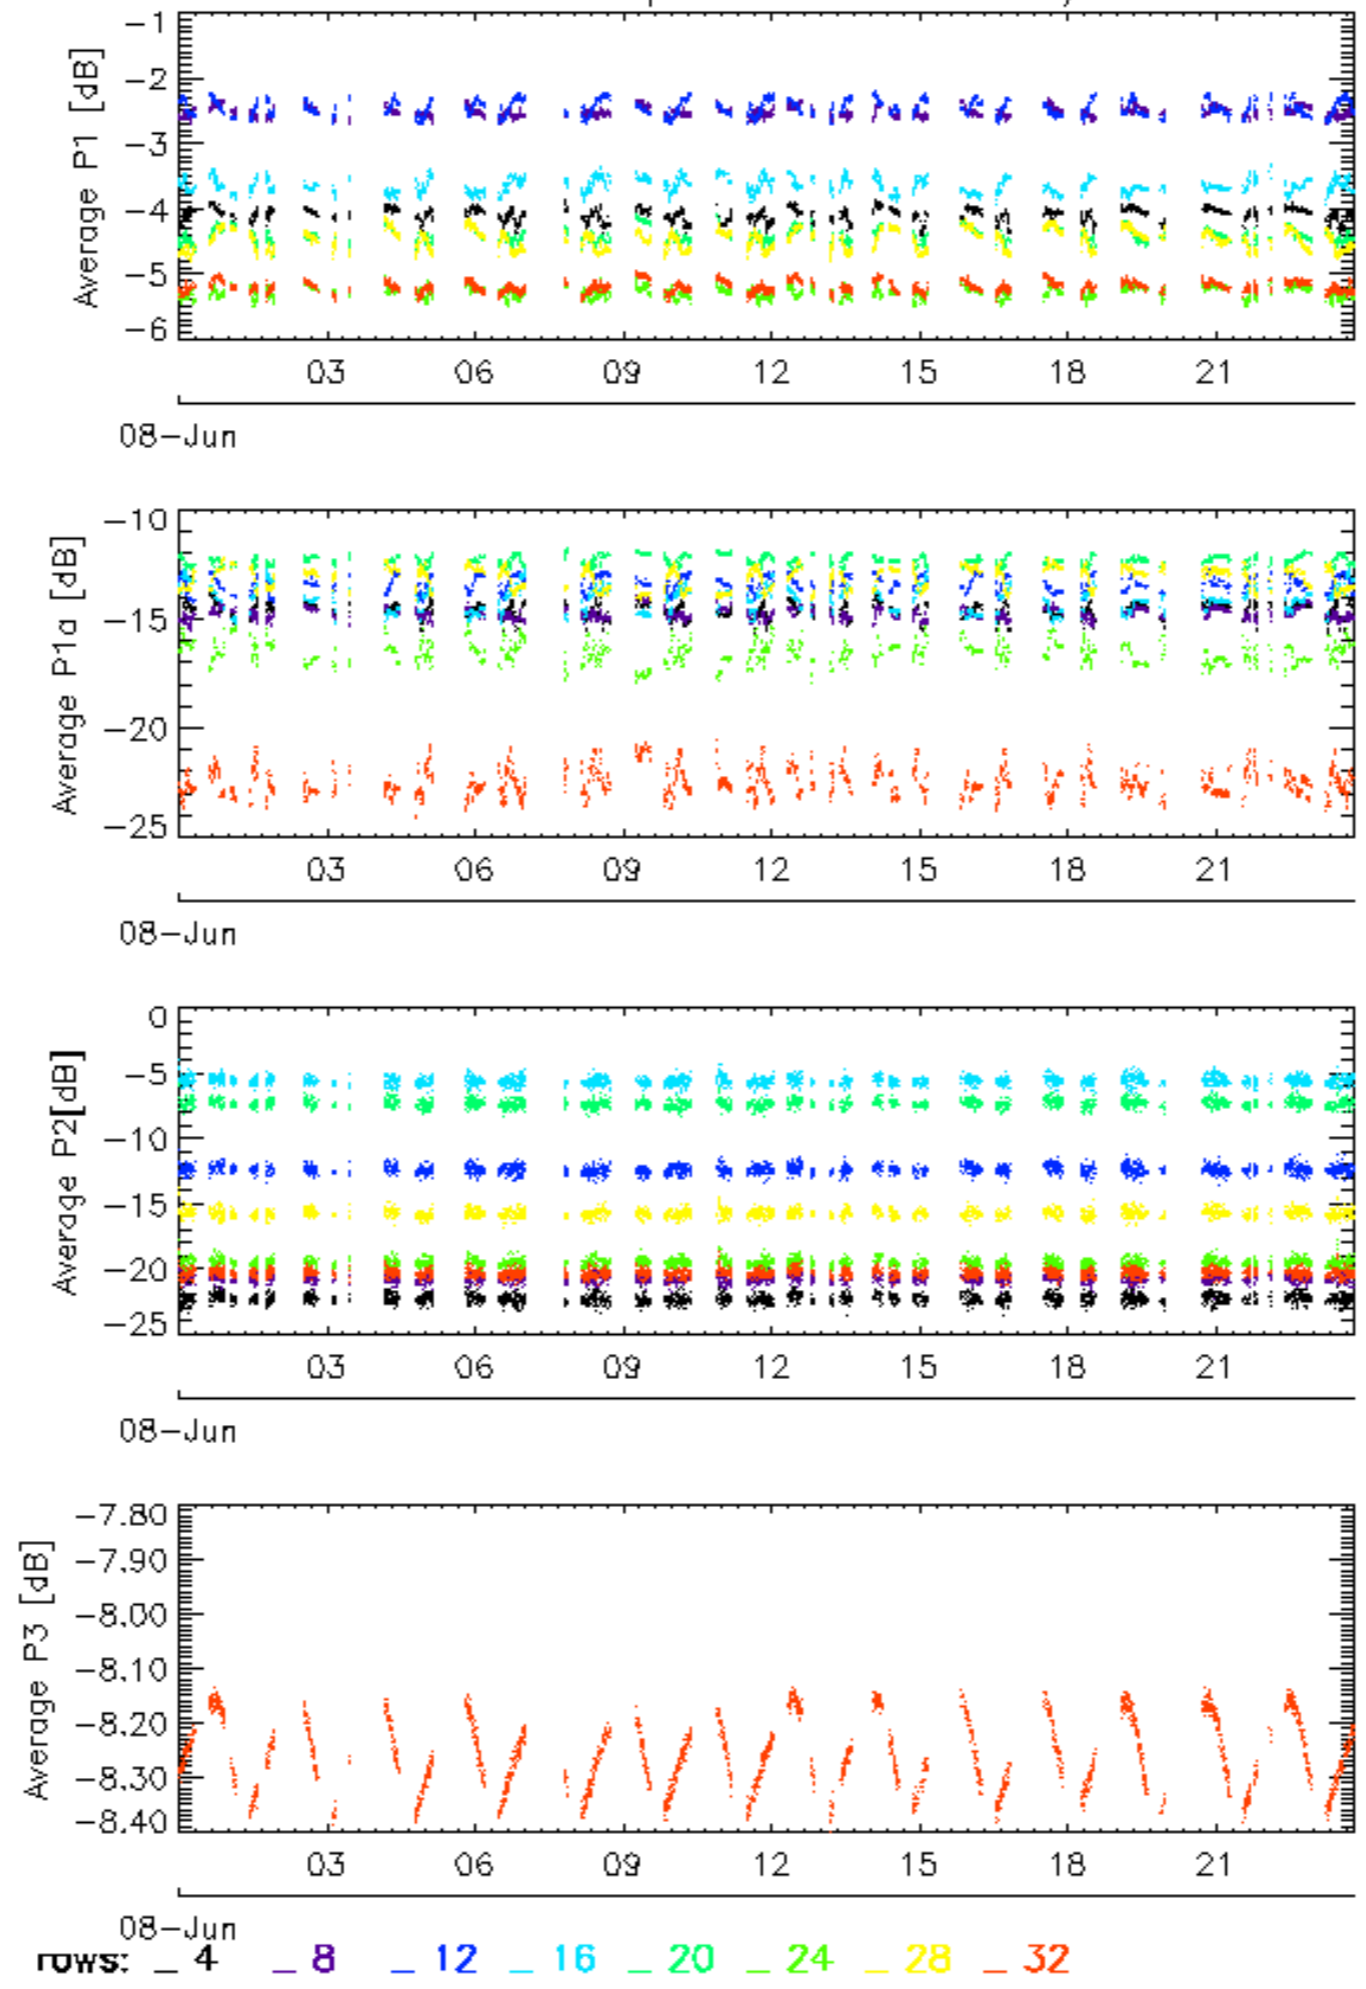 −1
−2
−3
−4
−5
−6
Average P1 [dB]
03 06 09 12 15 18 21
08−Jun
−10
−15
−20
−25
Average P1a [dB]
03 06 09 12 15 18 21
08−Jun
0
−5
−10
−15
−20
−25
Average P2[dB]
03 06 09 12 15 18 21
08−Jun
−7.80
−7.90
−8.00
−8.10
−8.20
−8.30
−8.40
Average P3 [dB]
03 06 09 12 15 18 21
08−Jun
rows: _ 4 _ 8 _ 12 _ 16 _ 20 _ 24 _ 28 _ 32